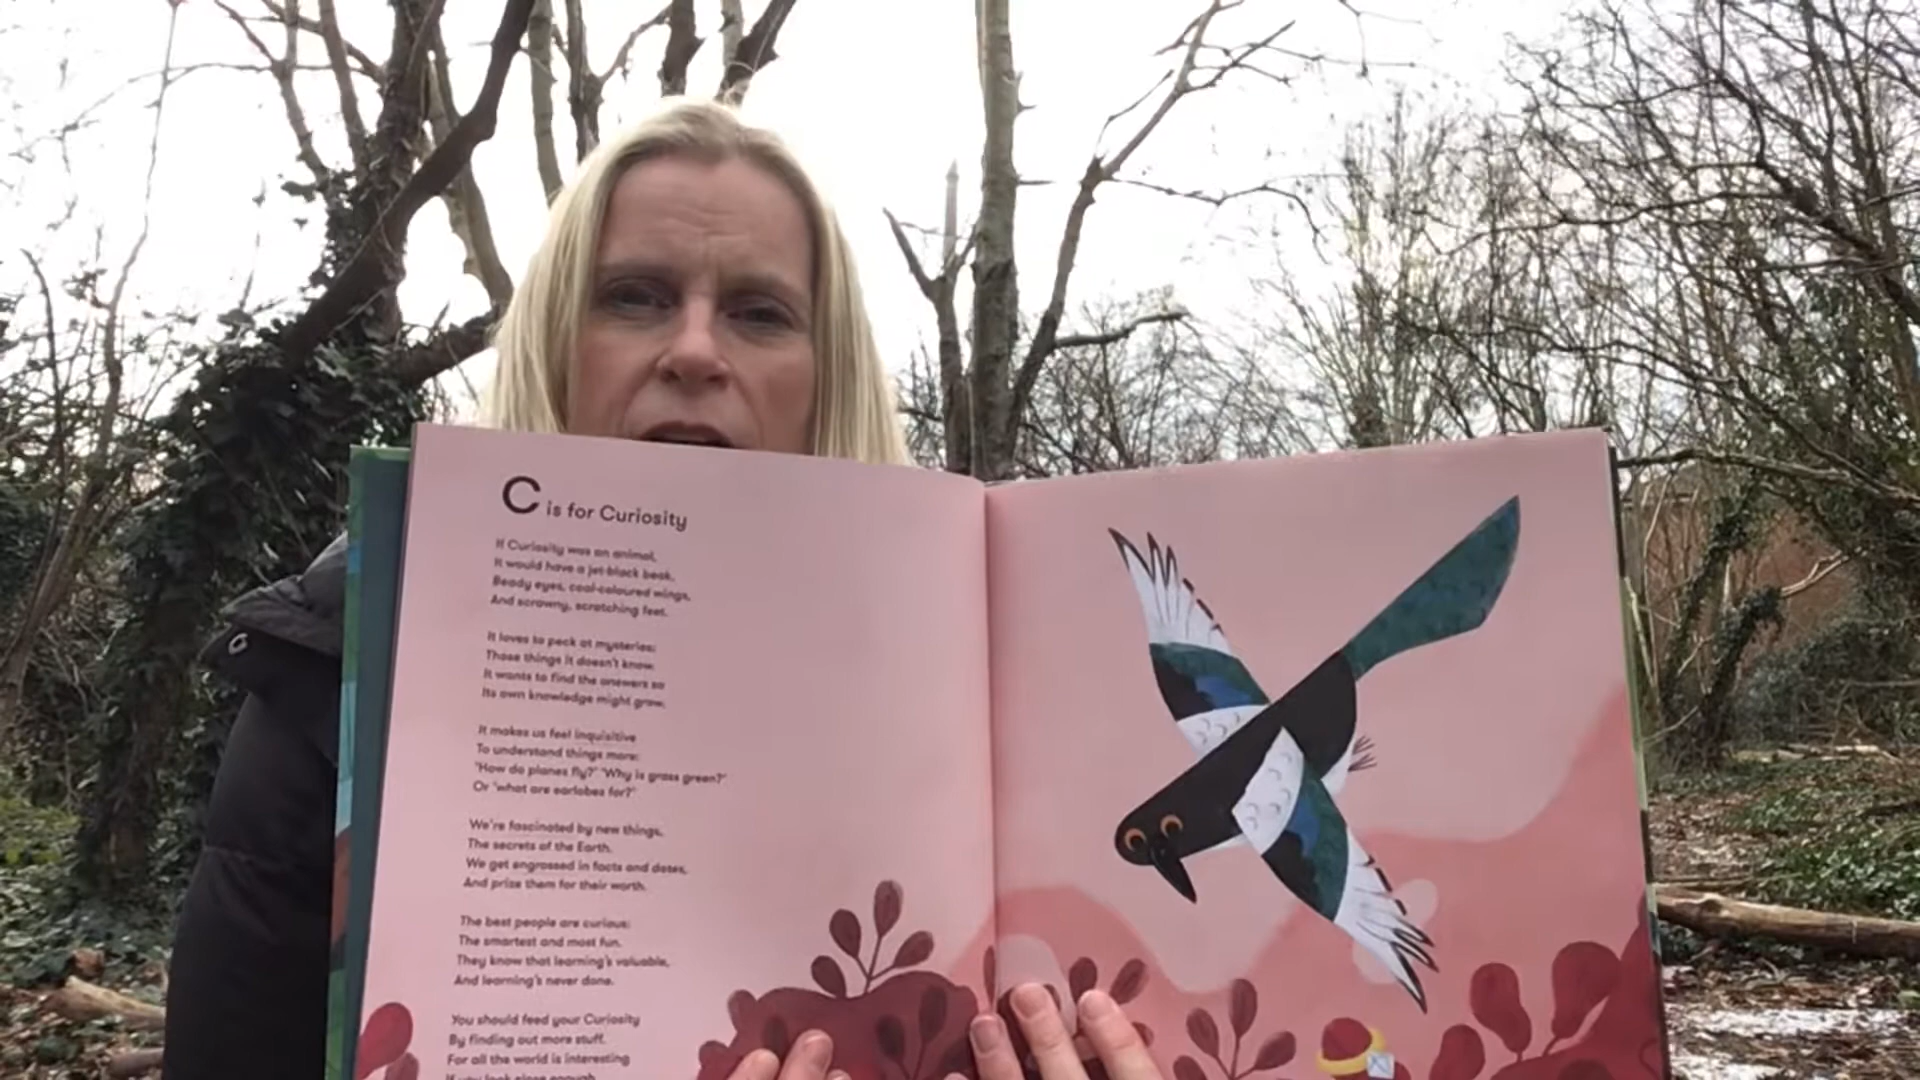 C is for Curiosity
If Curiosity was an animal,
It would have a jet-black beak,
Beady eyes, coal-coloured wings,
And scrawny, scratching feet.
It loves to peck at mysteries:
Those things it doesn't know.
It wants to find the answers so
Its own knowledge might grow.
It makes us feel inquisitive
To understand things more:
"How do planes fly?" "Why is grass green?"
Or "what are earlobes for?"
We're fascinated by new things,
The secrets of the Earth.
We get engrossed in facts and dates,
And prize them for their worth.
The best people are curious:
The smartest and most fun.
They know that learning's valuable,
And learning's never done.
You should feed your Curiosity
By finding out more stuff.
For all the world is interesting
If you look close enough.